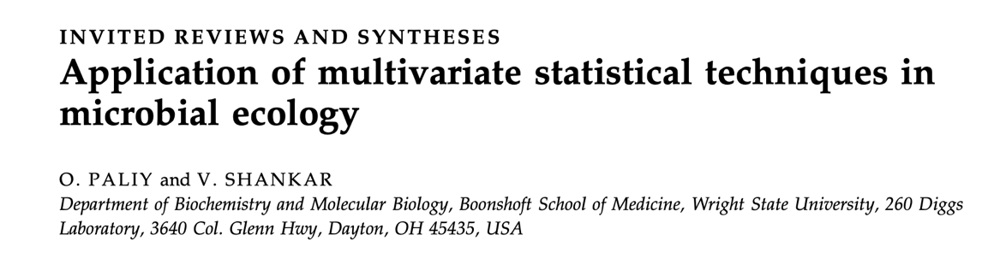 INVITED REVIEWS AND SYNTHESES
Application of multivariate statistical techniques in
microbial ecology
O. PALIY and V. SHANKAR
Department of Biochemistry and Molecular Biology, Boonshoft School of Medicine, Wright State University, 260 Diggs
Laboratory, 3640 Col. Glenn Hwy, Dayton, OH 45435, USA